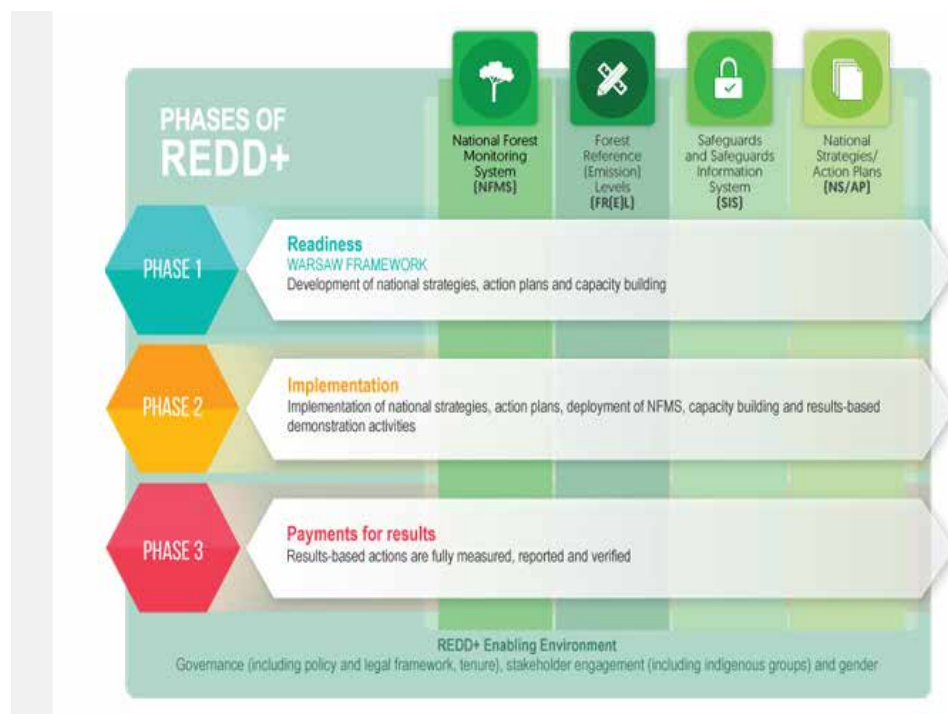 PHASES OF
REDD+
National Forest
Monitoring
System
(NFMS)
Forest
Reference
(Emission)
Levels
(FR(E)L)
Safeguards
and Safeguards
Information
System
(SIS)
National
Strategies/
Action Plans
(NS/AP)
PHASE 1
Readiness
WARSAW FRAMEWORK
Development of national strategies, action plans and capacity building
PHASE 2
Implementation
Implementation of national strategies, action plans, deployment of NFMS, capacity building and results-based
demonstration activities
PHASE 3
Payments for results
Results-based actions are fully measured, reported and verified
REDD+ Enabling Environment
Governance (including policy and legal framework, tenure), stakeholder engagement (including indigenous groups) and gender